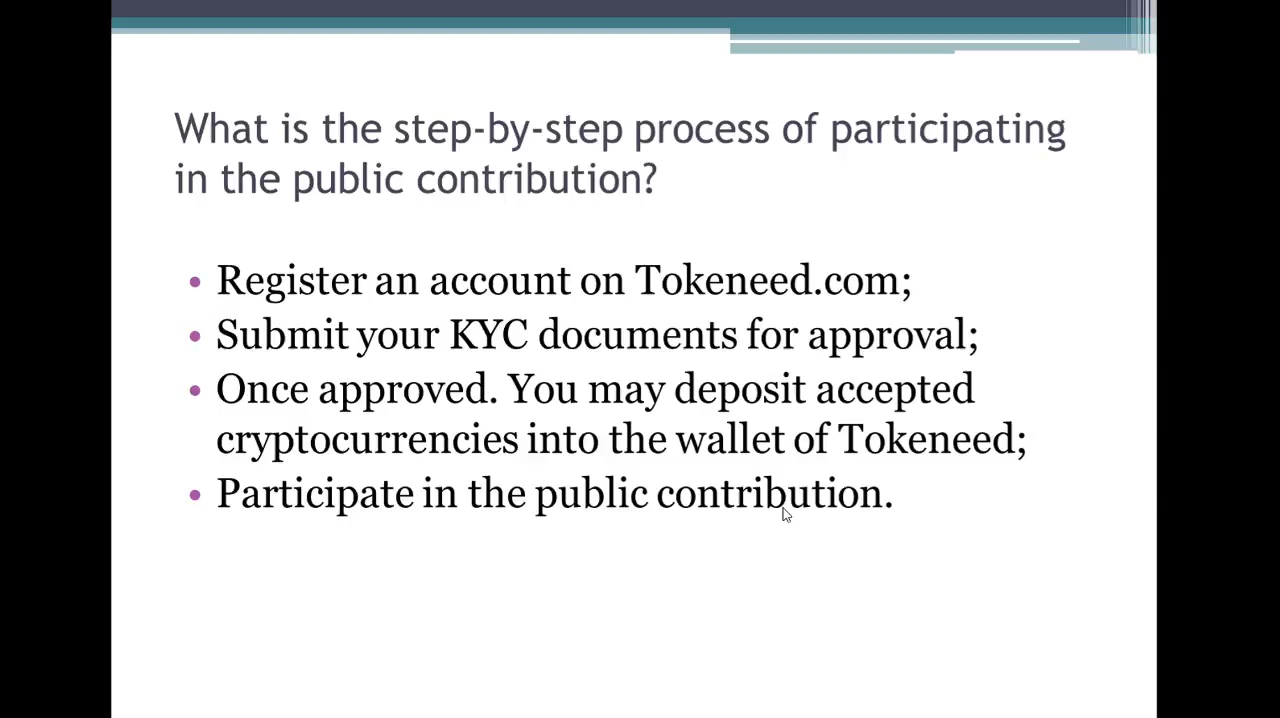 What is the step-by-step process of participating
in the public contribution?
• Register an account on Tokeneed.com;
• Submit your KYC documents for approval;
• Once approved. You may deposit accepted
cryptocurrencies into the wallet of Tokeneed;
• Participate in the public contribution.